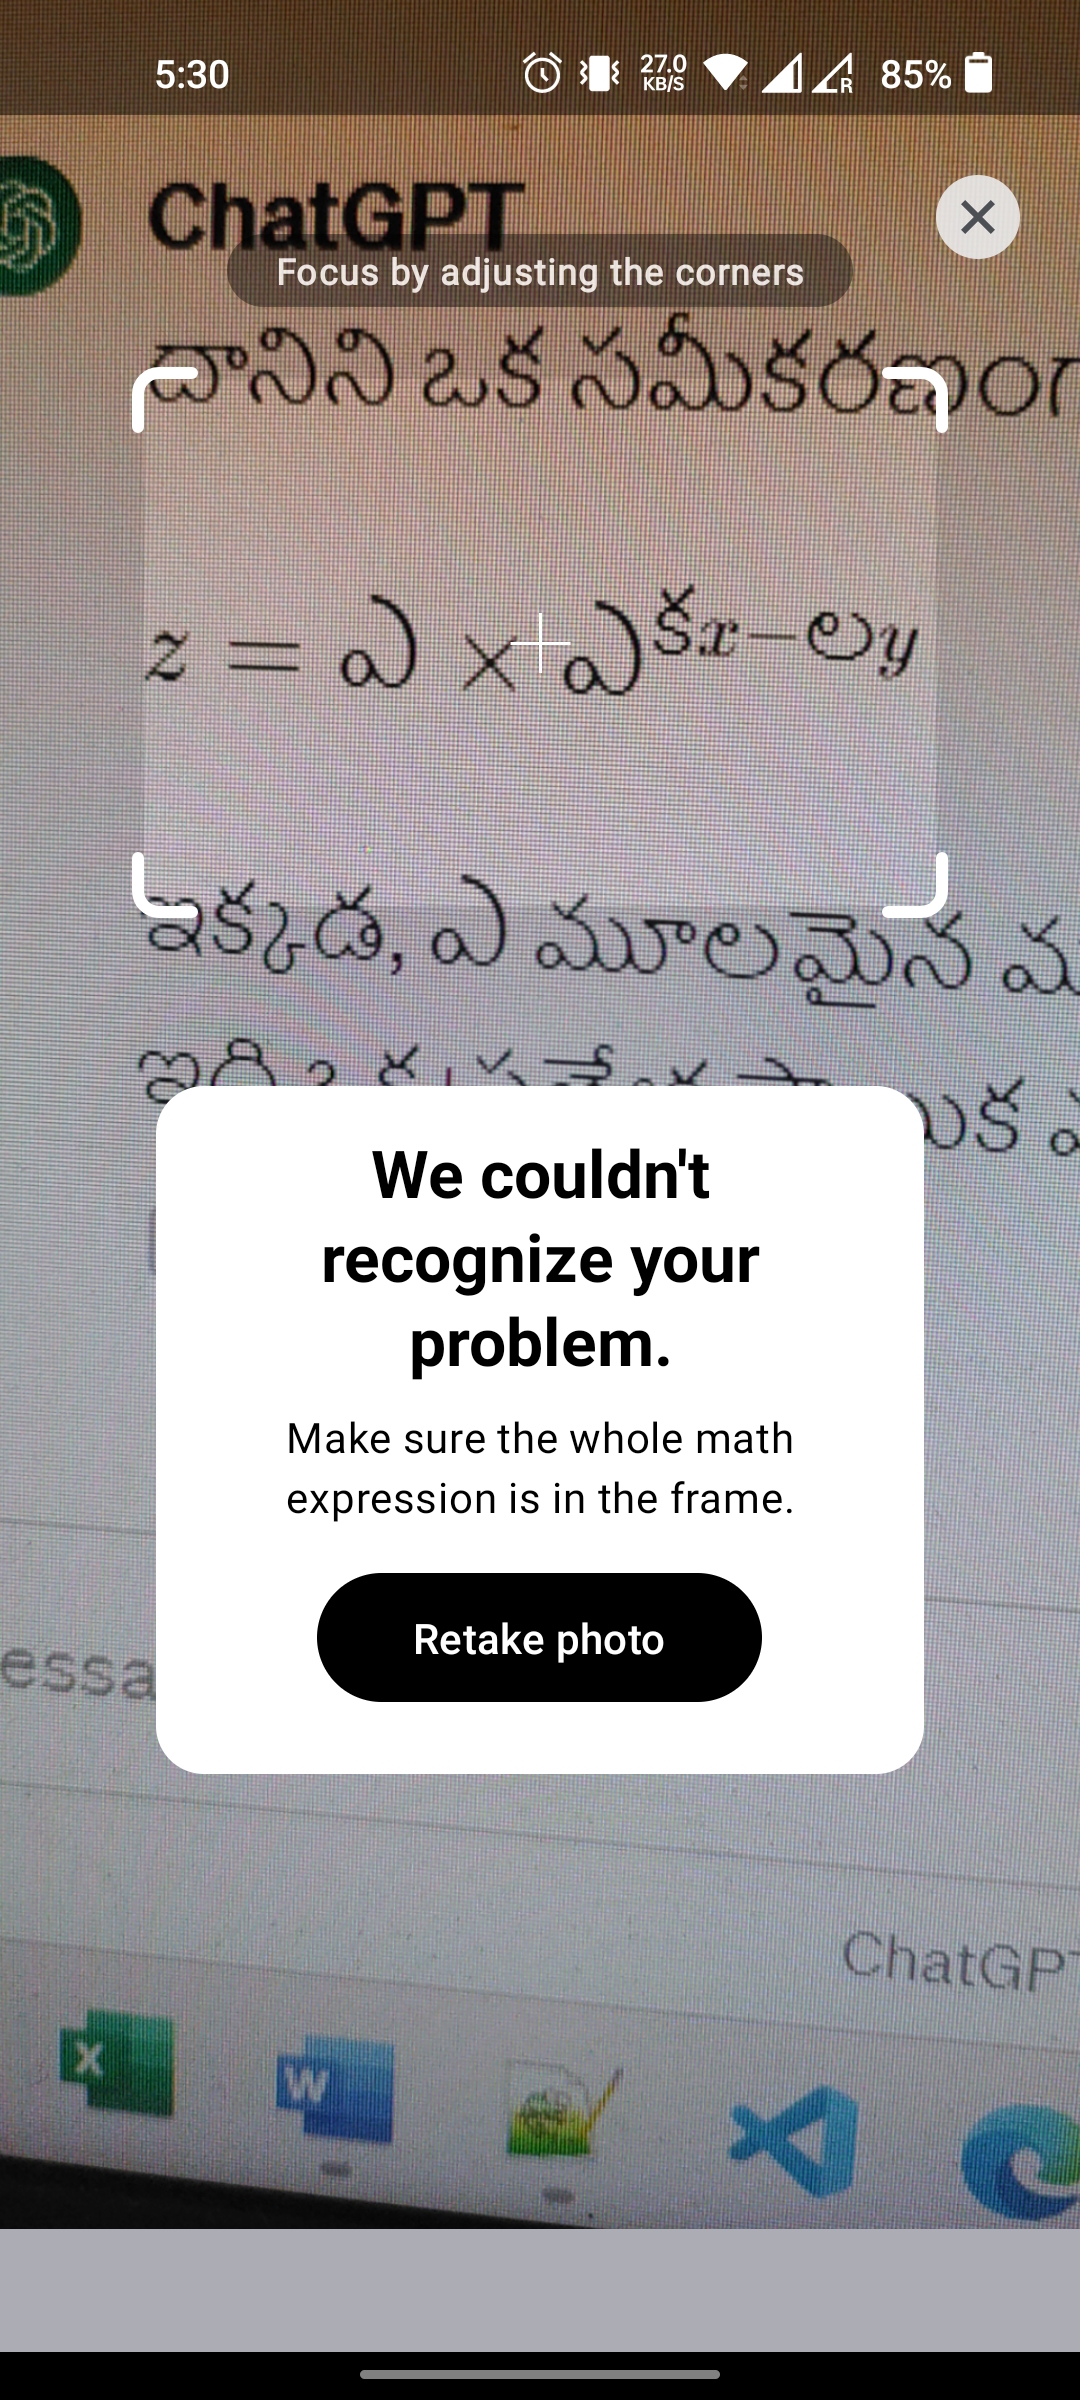 5:30 27.0 KB/S R 85%
ChatGPT
Focus by adjusting the corners
దానిని ఒక సమీకరణంగ
z = ఎ × ఎ^కx−లy
ఇక్కడ, ఎ మూలమైన
We couldn't
recognize your
problem.
Make sure the whole math
expression is in the frame.
Retake photo
essa
ChatGP